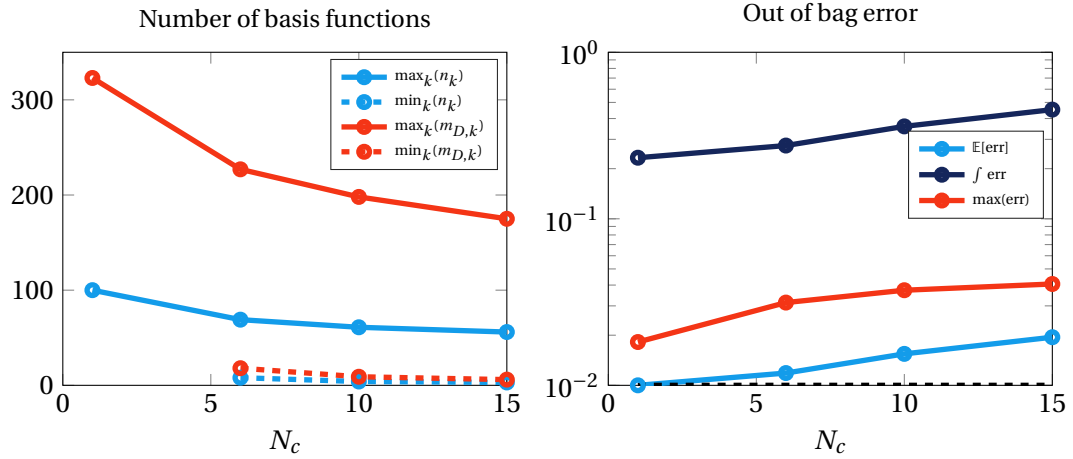 Number of basis functions
300
200
100
0
0
5
10
15
N_c
max_k(n_k)
min_k(n_k)
max_k(m_{D,k})
min_k(m_{D,k})
Out of bag error
10^0
10^{-1}
10^{-2}
0
5
10
15
N_c
𝔼[err]
∫ err
max(err)